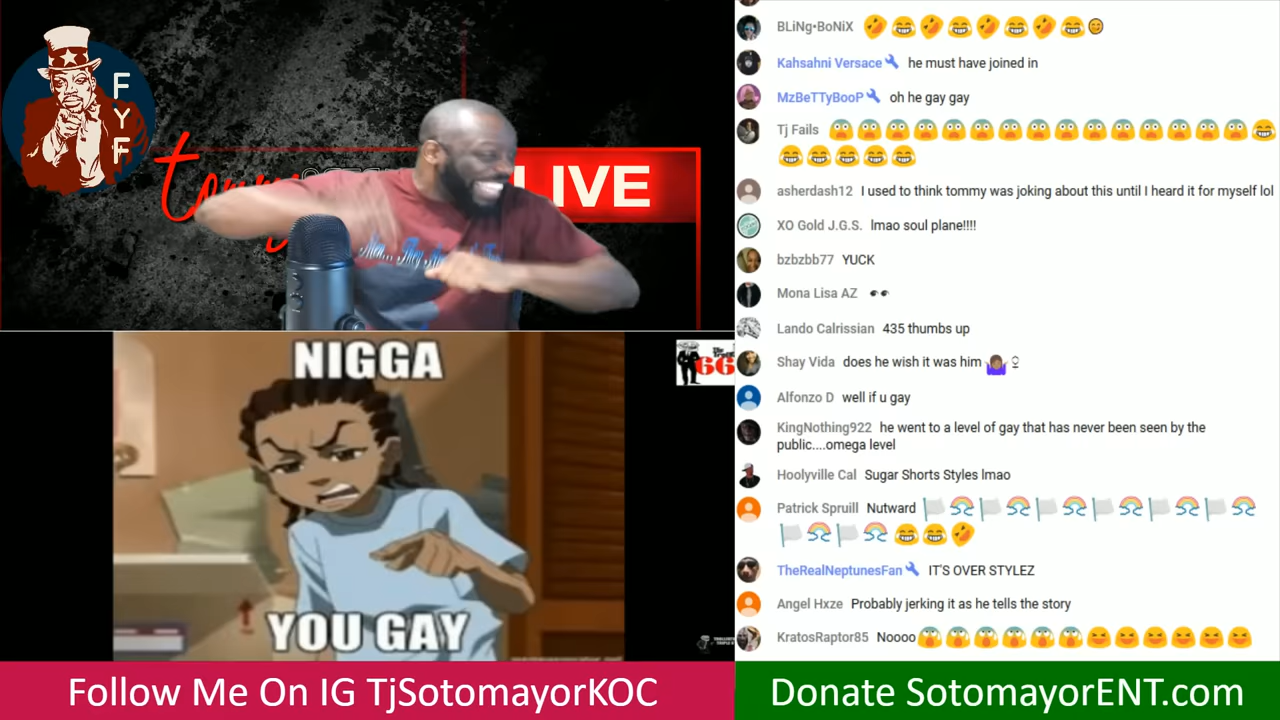 F
Y
F
LIVE
NIGGA
YOU GAY
66
Follow Me On IG TjSotomayorKOC
BLiNg•BoNiX 🤣😂🤣😂🤣😂🤣😂😊
Kahsahni Versace he must have joined in
MzBeTTyBooP oh he gay gay
Tj Fails 😨😨😨😨😨😨😨😨😨😨😨😨😨😨😨😂
😂😂😂😂😂
asherdash12 I used to think tommy was joking about this until I heard it for myself lol
XO Gold J.G.S. lmao soul plane!!!!
bzbzbb77 YUCK
Mona Lisa AZ 👀
Lando Calrissian 435 thumbs up
Shay Vida does he wish it was him 🤷🏽♀
Alfonzo D well if u gay
KingNothing922 he went to a level of gay that has never been seen by the
public....omega level
Hoolyville Cal Sugar Shorts Styles lmao
Patrick Spruill Nutward 🏳🌈🏳🌈🏳🌈🏳🌈🏳🌈🏳🌈
🏳🌈🏳🌈😂😂🤣
TheRealNeptunesFan IT'S OVER STYLEZ
Angel Hxze Probably jerking it as he tells the story
KratosRaptor85 Noooo😱😱😱😱😱😱😆😆😆😆😆😆
Donate SotomayorENT.com